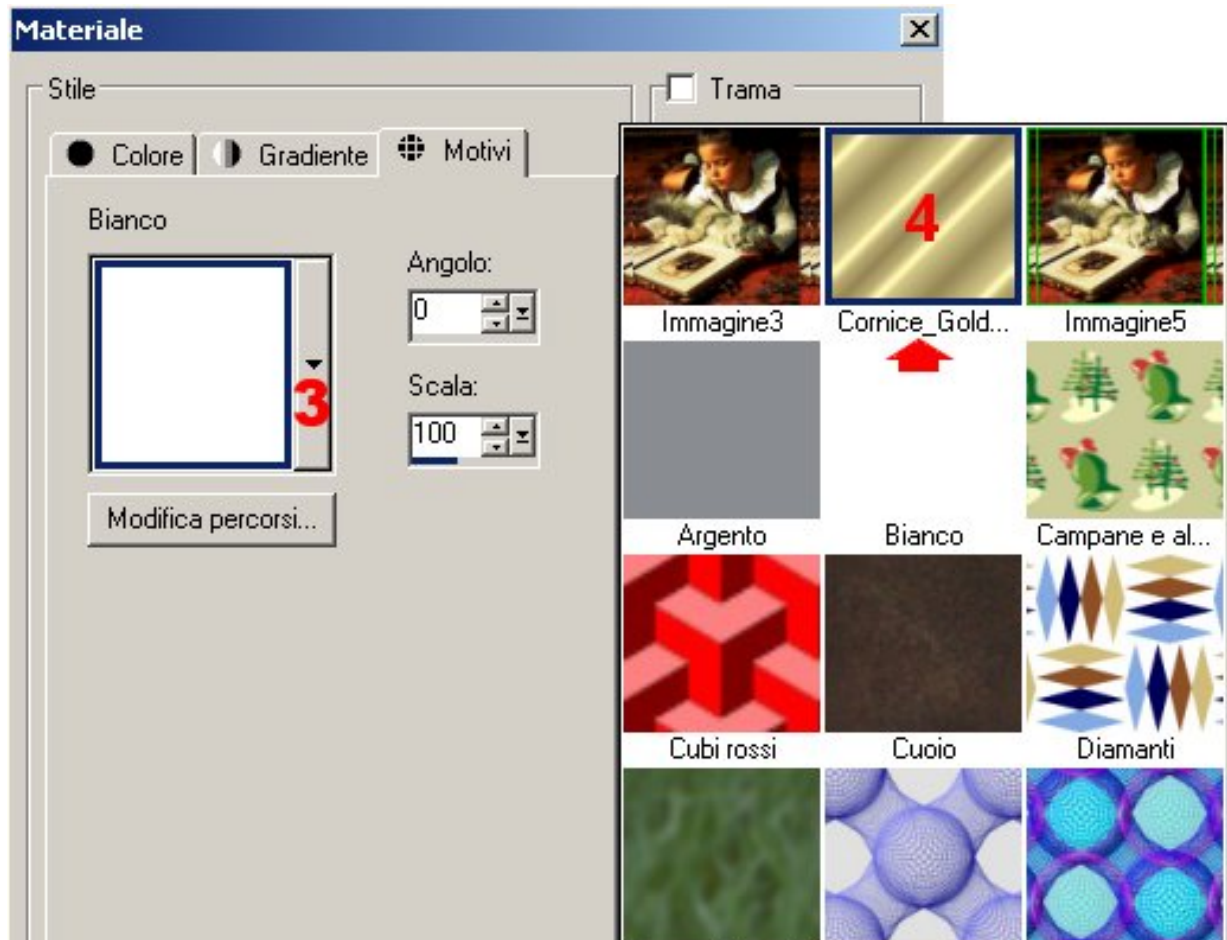 Materiale
Stile
Trama
Colore
Gradiente
Motivi
Bianco
Angolo:
0
3
Scala:
100
Modifica percorsi...
4
Immagine3
Cornice_Gold...
Immagine5
Argento
Bianco
Campane e al...
Cubi rossi
Cuoio
Diamanti